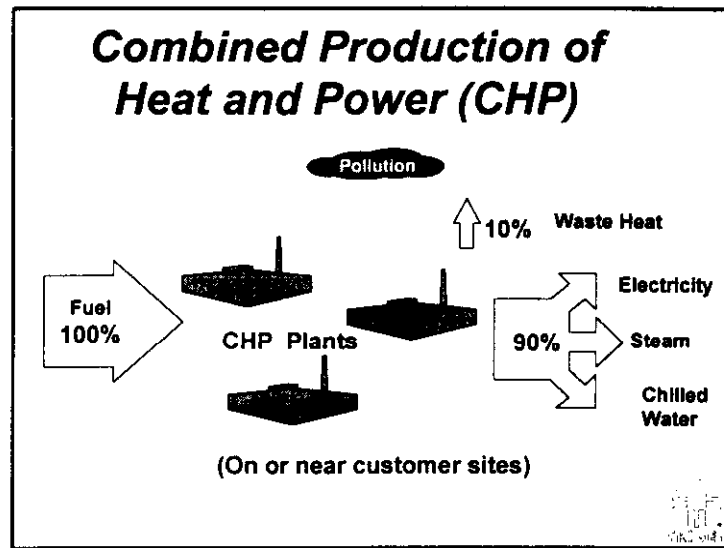 Combined Production of
Heat and Power (CHP)
Pollution
10%
Waste Heat
Fuel
100%
CHP Plants
90%
Electricity
Steam
Chilled
Water
(On or near customer sites)